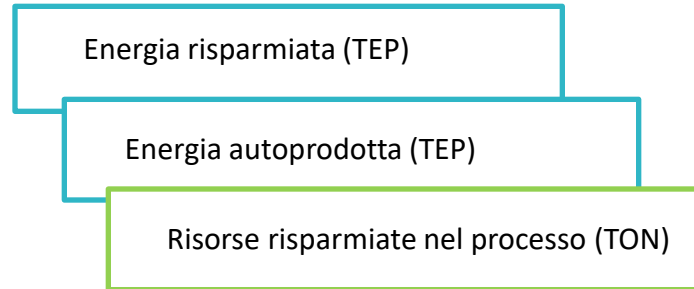 Energia risparmiata (TEP)
Energia autoprodotta (TEP)
Risorse risparmiate nel processo (TON)